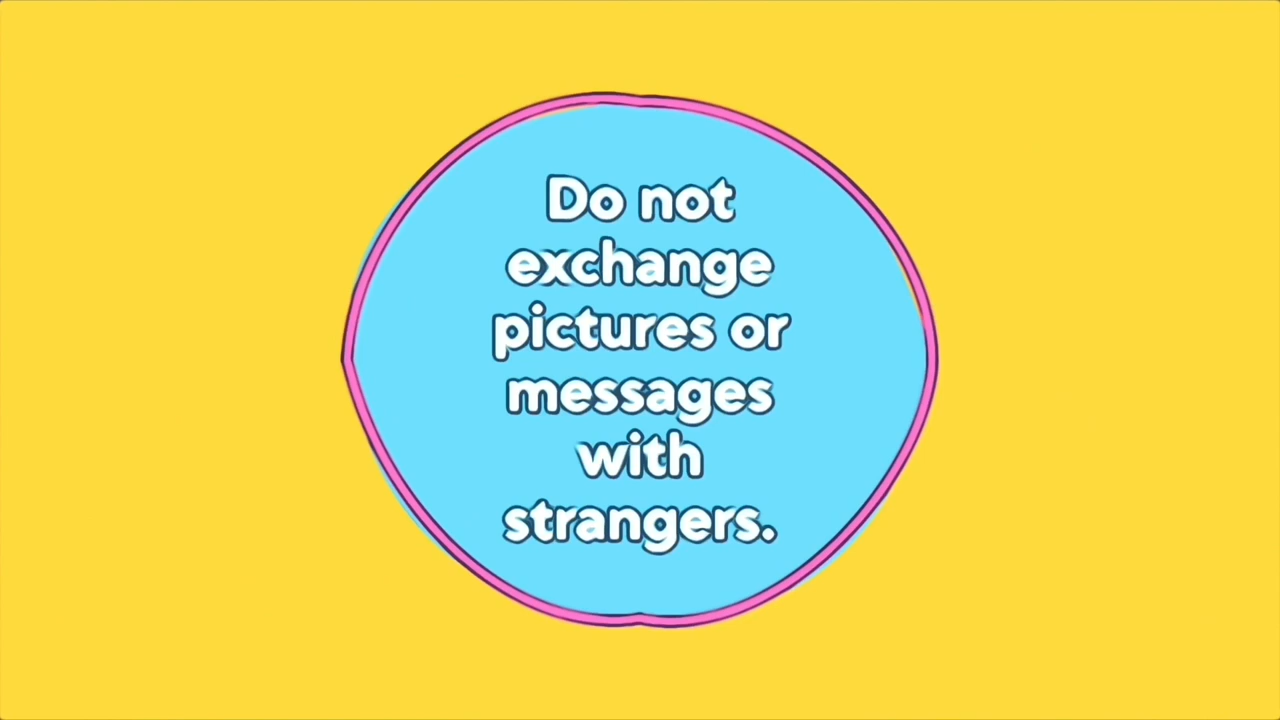 Do not
exchange
pictures or
messages
with
strangers.